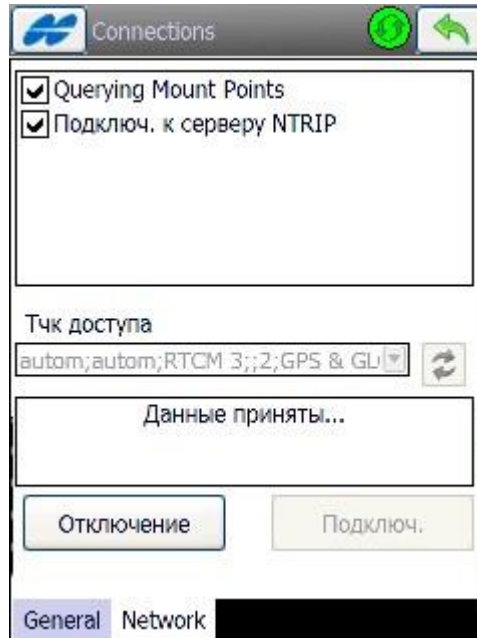 Connections
Querying Mount Points
Подключ. к серверу NTRIP
Тчк доступа
autom;autom;RTCM 3;;2;GPS & GL
Данные приняты...
Отключение
Подключ.
General
Network